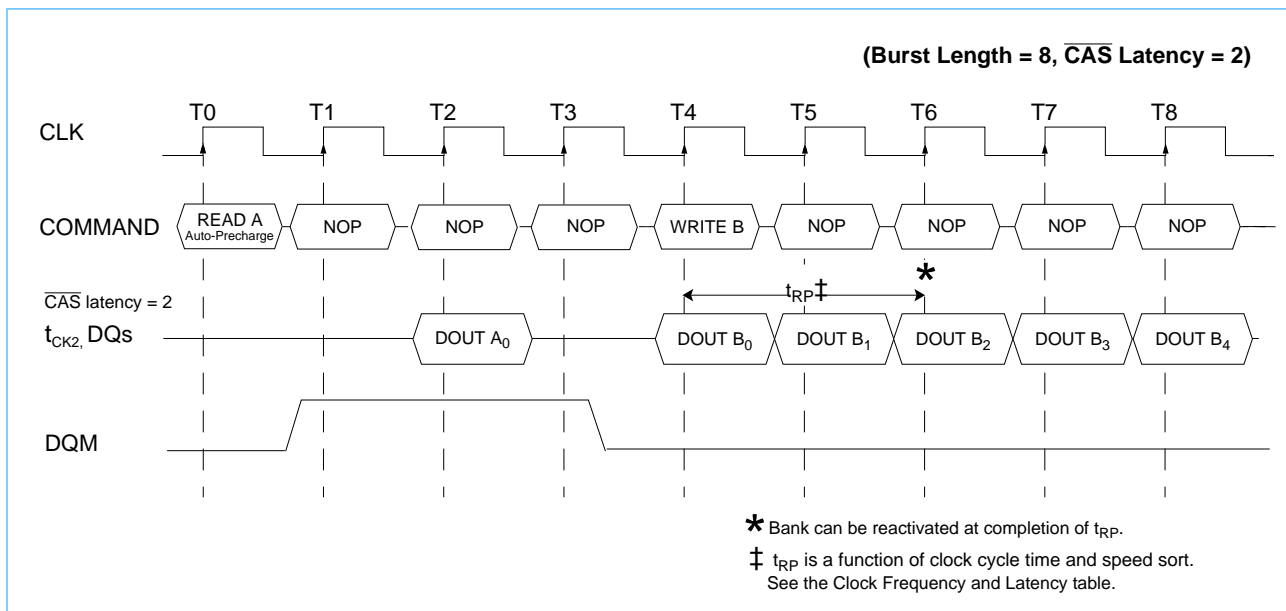 (Burst Length = 8, C̅A̅S̅ Latency = 2)
T0 T1 T2 T3 T4 T5 T6 T7 T8
CLK
COMMAND READ A Auto-Precharge NOP NOP NOP WRITE B NOP NOP NOP NOP
*
C̅A̅S̅ latency = 2
tRP‡
tCK2, DQs DOUT A0 DOUT B0 DOUT B1 DOUT B2 DOUT B3 DOUT B4
DQM
* Bank can be reactivated at completion of tRP.
‡ tRP is a function of clock cycle time and speed sort.
See the Clock Frequency and Latency table.